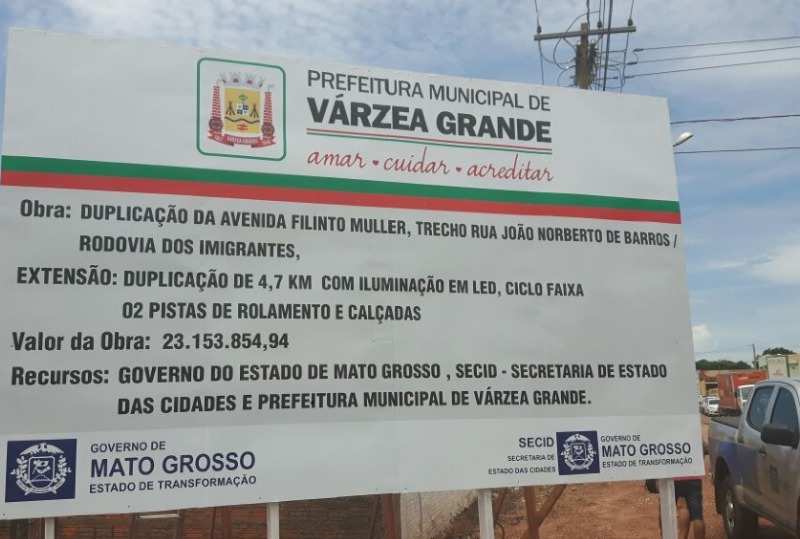 PREFEITURA MUNICIPAL DE
VÁRZEA GRANDE
amar • cuidar • acreditar
VÁRZEA GRANDE
Obra: DUPLICAÇÃO DA AVENIDA FILINTO MULLER, TRECHO RUA JOÃO NORBERTO DE BARROS /
RODOVIA DOS IMIGRANTES,
EXTENSÃO: DUPLICAÇÃO DE 4,7 KM COM ILUMINAÇÃO EM LED, CICLO FAIXA
02 PISTAS DE ROLAMENTO E CALÇADAS
Valor da Obra: 23.153.854,94
Recursos: GOVERNO DO ESTADO DE MATO GROSSO , SECID - SECRETARIA DE ESTADO
DAS CIDADES E PREFEITURA MUNICIPAL DE VÁRZEA GRANDE.
GOVERNO DE
MATO GROSSO
ESTADO DE TRANSFORMAÇÃO
SECID
SECRETARIA DE
ESTADO DAS CIDADES
GOVERNO DE
MATO GROSSO
ESTADO DE TRANSFORMAÇÃO